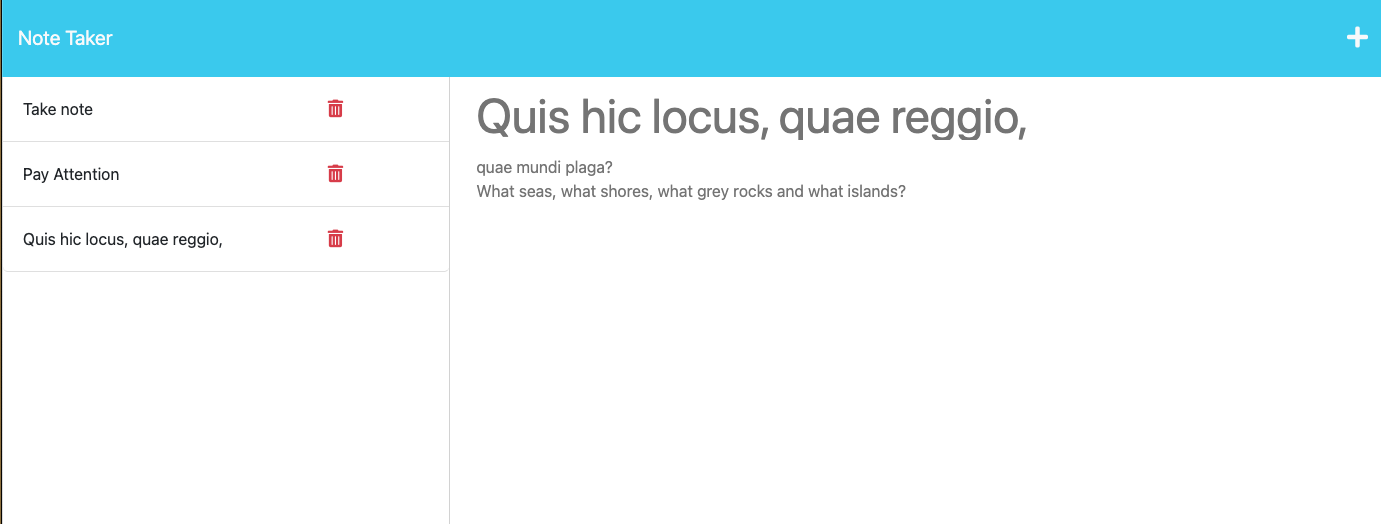 Note Taker
Take note
Pay Attention
Quis hic locus, quae reggio,
Quis hic locus, quae reggio,
quae mundi plaga?
What seas, what shores, what grey rocks and what islands?